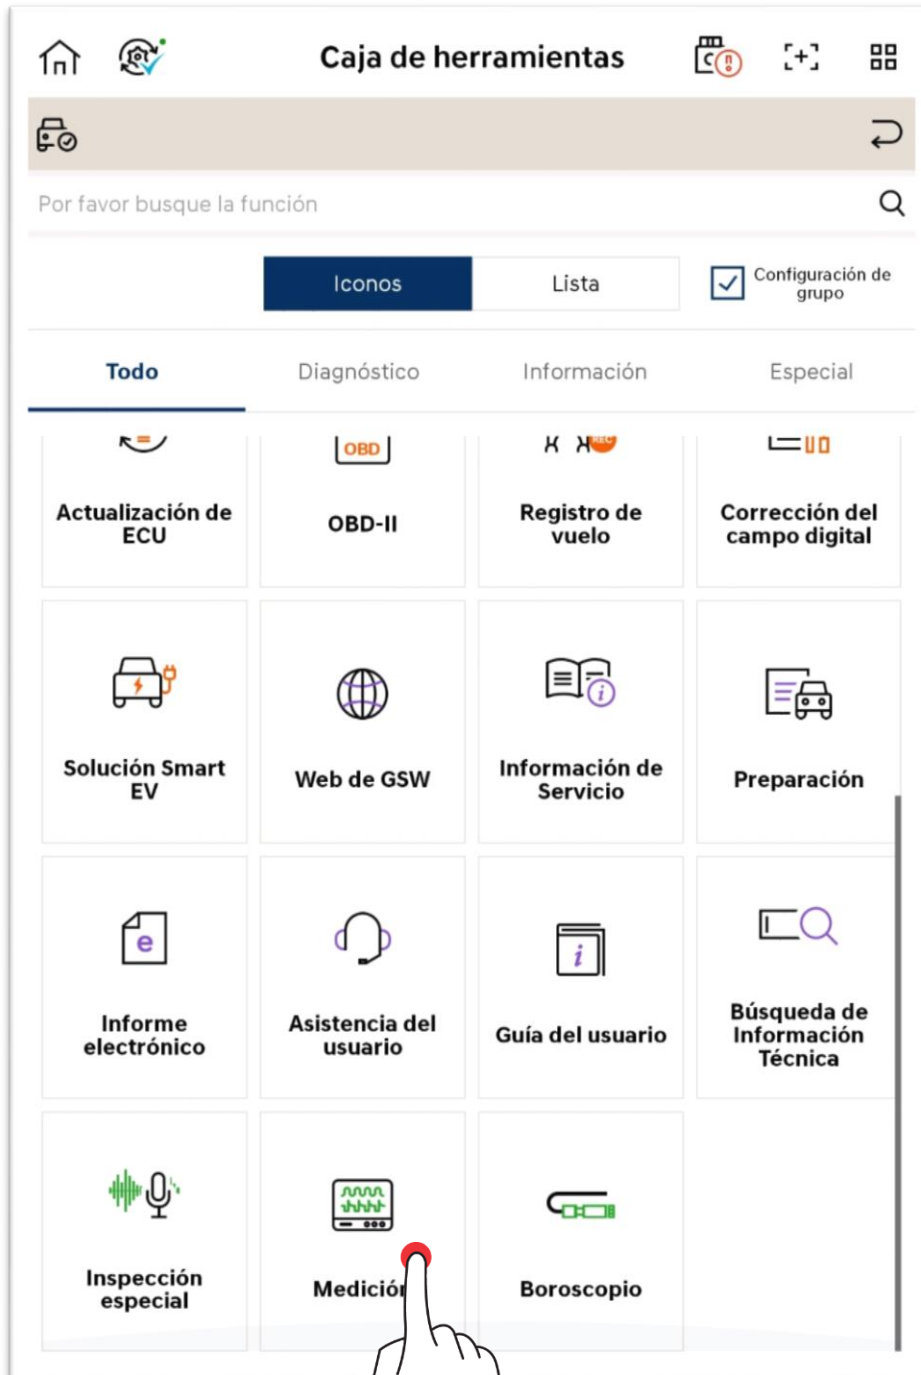 Caja de herramientas
Por favor busque la función
Iconos
Lista
Configuración de
grupo
Todo
Diagnóstico
Información
Especial
OBD
REC
Actualización de
ECU
OBD-II
Registro de
vuelo
Corrección del
campo digital
Solución Smart
EV
Web de GSW
Información de
Servicio
Preparación
Informe
electrónico
Asistencia del
usuario
Guía del usuario
Búsqueda de
Información
Técnica
Inspección
especial
Medición
Boroscopio